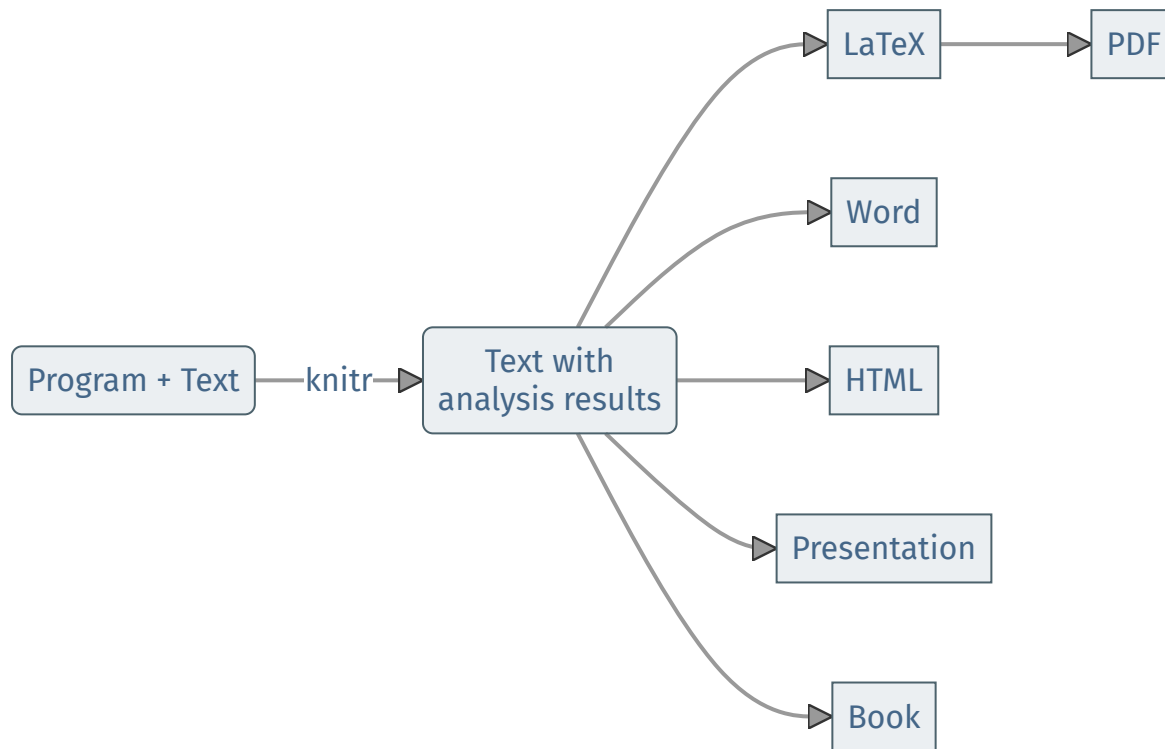 LaTeX
PDF
Word
Program + Text
knitr
Text with
analysis results
HTML
Presentation
Book